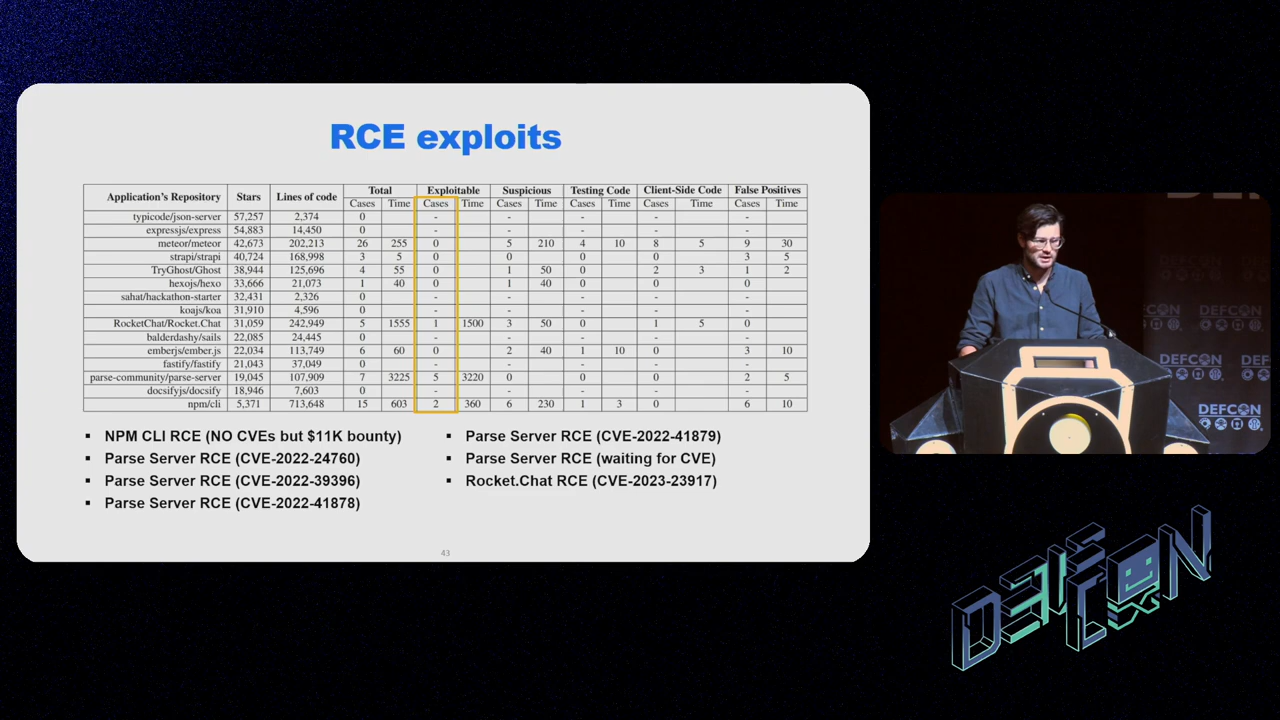 RCE exploits
Application's Repository Stars Lines of code Total Exploitable Suspicious Testing Code Client-Side Code False Positives
Cases Time Cases Time Cases Time Cases Time Cases Time Cases Time
typicode/json-server 57,257 2,374 0 - - - - -
expressjs/express 54,883 14,450 0 - - - - -
meteor/meteor 42,673 202,213 26 255 0 5 210 4 10 8 5 9 30
strapi/strapi 40,724 168,998 3 5 0 0 0 0 3 5
TryGhost/Ghost 38,944 125,696 4 55 0 1 50 0 2 3 1 2
hexojs/hexo 33,666 21,073 1 40 0 1 40 0 0 0
sahat/hackathon-starter 32,431 2,326 0 - - - - -
koajs/koa 31,910 4,596 0 - - - - -
RocketChat/Rocket.Chat 31,059 242,949 5 1555 1 1500 3 50 0 1 5 0
balderdashy/sails 22,085 24,445 0 - - - - -
emberjs/ember.js 22,034 113,749 6 60 0 2 40 1 10 0 3 10
fastify/fastify 21,043 37,049 0 - - - - -
parse-community/parse-server 19,045 107,909 7 3225 5 3220 0 0 0 2 5
docsifyjs/docsify 18,946 7,603 0 - - - - -
npm/cli 5,371 713,648 15 603 2 360 6 230 1 3 0 6 10
▪ NPM CLI RCE (NO CVEs but $11K bounty)
▪ Parse Server RCE (CVE-2022-24760)
▪ Parse Server RCE (CVE-2022-39396)
▪ Parse Server RCE (CVE-2022-41878)
▪ Parse Server RCE (CVE-2022-41879)
▪ Parse Server RCE (waiting for CVE)
▪ Rocket.Chat RCE (CVE-2023-23917)
43
DEFCON
DEFCON
DEFCON
DEFCON